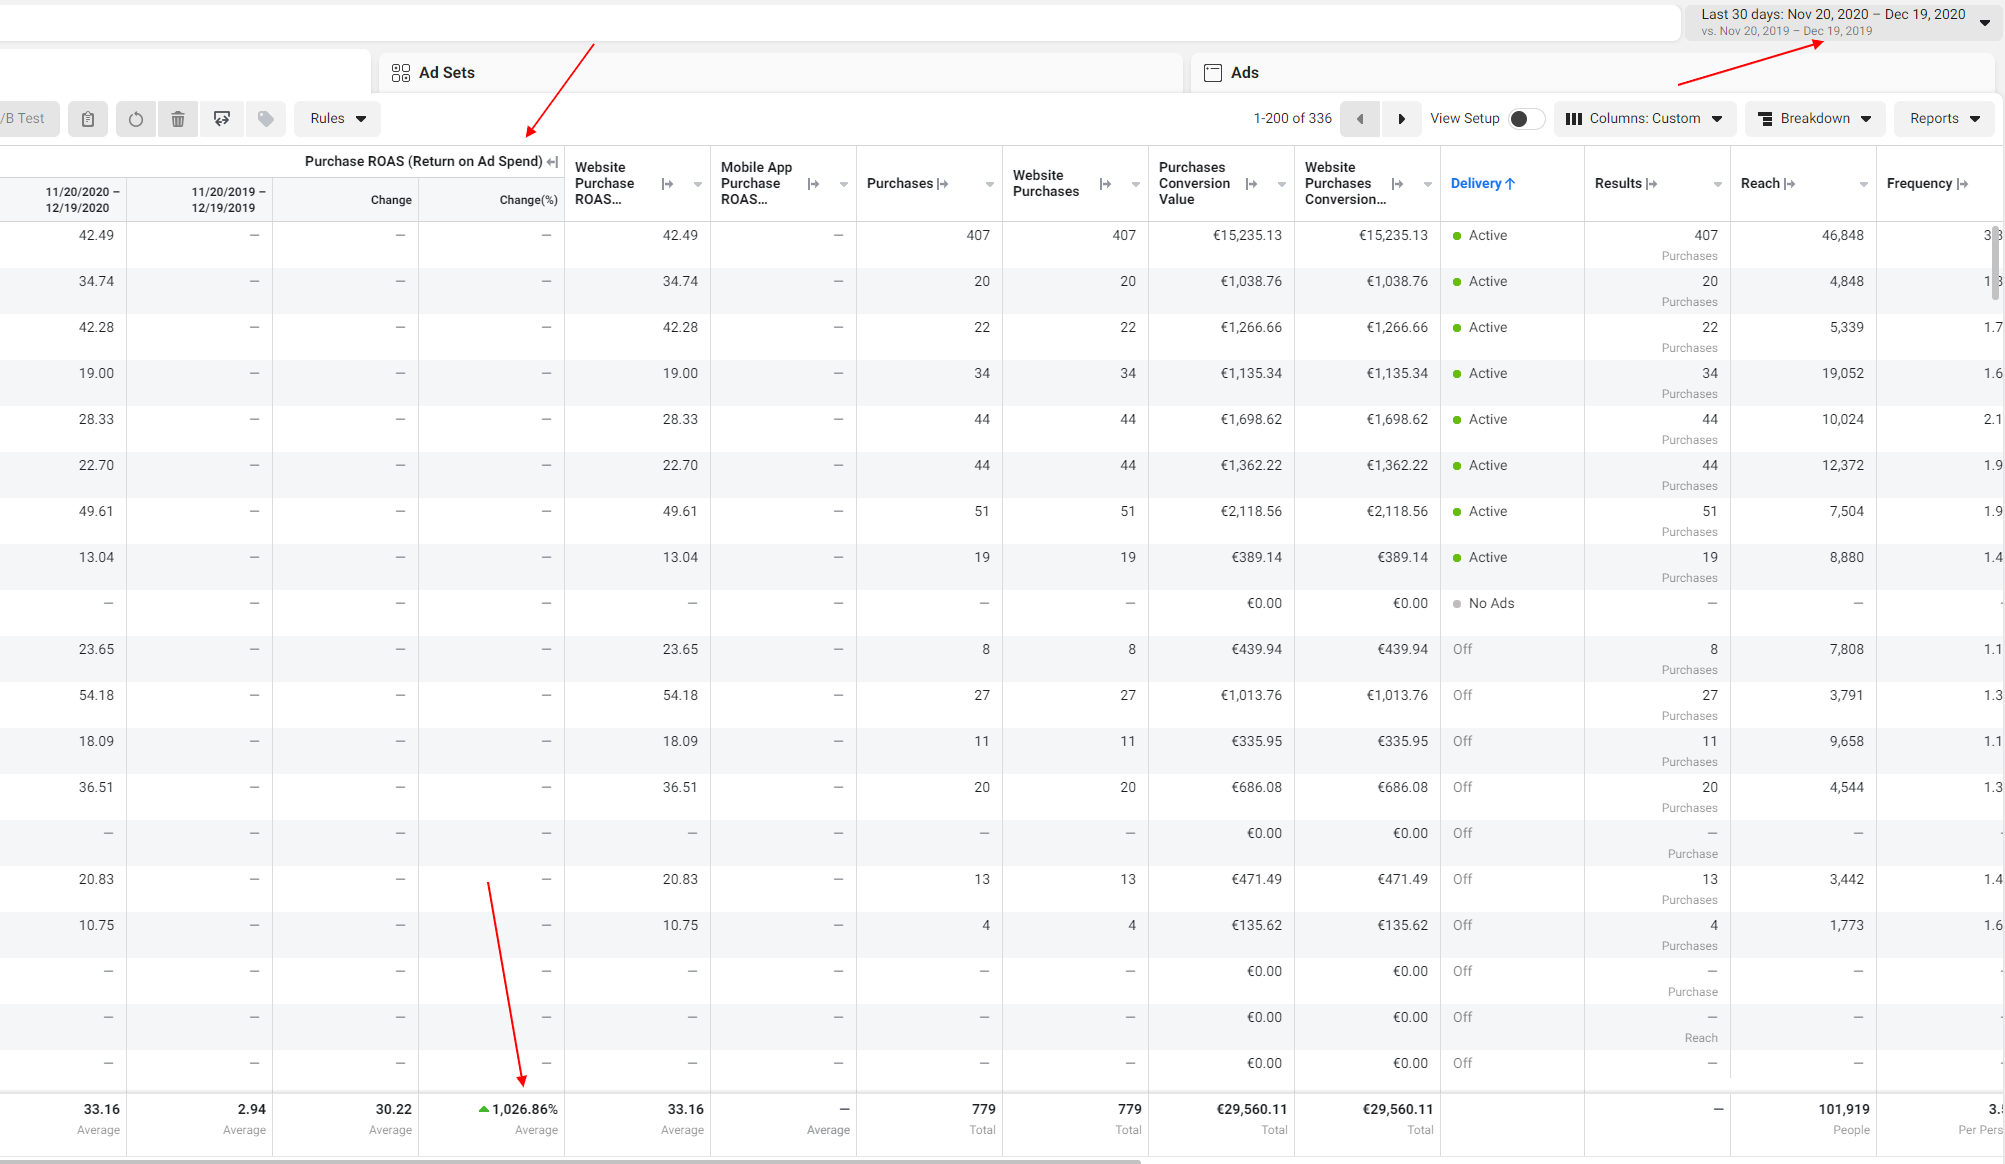 Last 30 days: Nov 20, 2020 – Dec 19, 2020
vs. Nov 20, 2019 – Dec 19, 2019
Ad Sets
Ads
/B Test
Rules
1-200 of 336
View Setup
Columns: Custom
Breakdown
Reports
Purchase ROAS (Return on Ad Spend)
11/20/2020 –
12/19/2020
11/20/2019 –
12/19/2019
Change
Change(%)
Website
Purchase
ROAS...
Mobile App
Purchase
ROAS...
Purchases
Website
Purchases
Purchases
Conversion
Value
Website
Purchases
Conversion...
Delivery
Results
Reach
Frequency
42.49 — — — 42.49 — 407 407 €15,235.13 €15,235.13 Active 407 46,848
Purchases
34.74 — — — 34.74 — 20 20 €1,038.76 €1,038.76 Active 20 4,848
Purchases
42.28 — — — 42.28 — 22 22 €1,266.66 €1,266.66 Active 22 5,339 1.7
Purchases
19.00 — — — 19.00 — 34 34 €1,135.34 €1,135.34 Active 34 19,052 1.6
Purchases
28.33 — — — 28.33 — 44 44 €1,698.62 €1,698.62 Active 44 10,024 2.1
Purchases
22.70 — — — 22.70 — 44 44 €1,362.22 €1,362.22 Active 44 12,372 1.9
Purchases
49.61 — — — 49.61 — 51 51 €2,118.56 €2,118.56 Active 51 7,504 1.9
Purchases
13.04 — — — 13.04 — 19 19 €389.14 €389.14 Active 19 8,880 1.4
Purchases
— — — — — — — — €0.00 €0.00 No Ads — —
23.65 — — — 23.65 — 8 8 €439.94 €439.94 Off 8 7,808 1.1
Purchases
54.18 — — — 54.18 — 27 27 €1,013.76 €1,013.76 Off 27 3,791 1.3
Purchases
18.09 — — — 18.09 — 11 11 €335.95 €335.95 Off 11 9,658 1.1
Purchases
36.51 — — — 36.51 — 20 20 €686.08 €686.08 Off 20 4,544 1.3
Purchases
— — — — — — — — €0.00 €0.00 Off — —
Purchase
20.83 — — — 20.83 — 13 13 €471.49 €471.49 Off 13 3,442 1.4
Purchases
10.75 — — — 10.75 — 4 4 €135.62 €135.62 Off 4 1,773 1.6
Purchases
— — — — — — — — €0.00 €0.00 Off — —
Purchase
— — — — — — — — €0.00 €0.00 Off — —
Reach
— — — — — — — — €0.00 €0.00 Off — —
33.16 2.94 30.22 1,026.86% 33.16 — 779 779 €29,560.11 €29,560.11 — 101,919 3.
Average Average Average Average Average Average Total Total Total Total People Per Pers